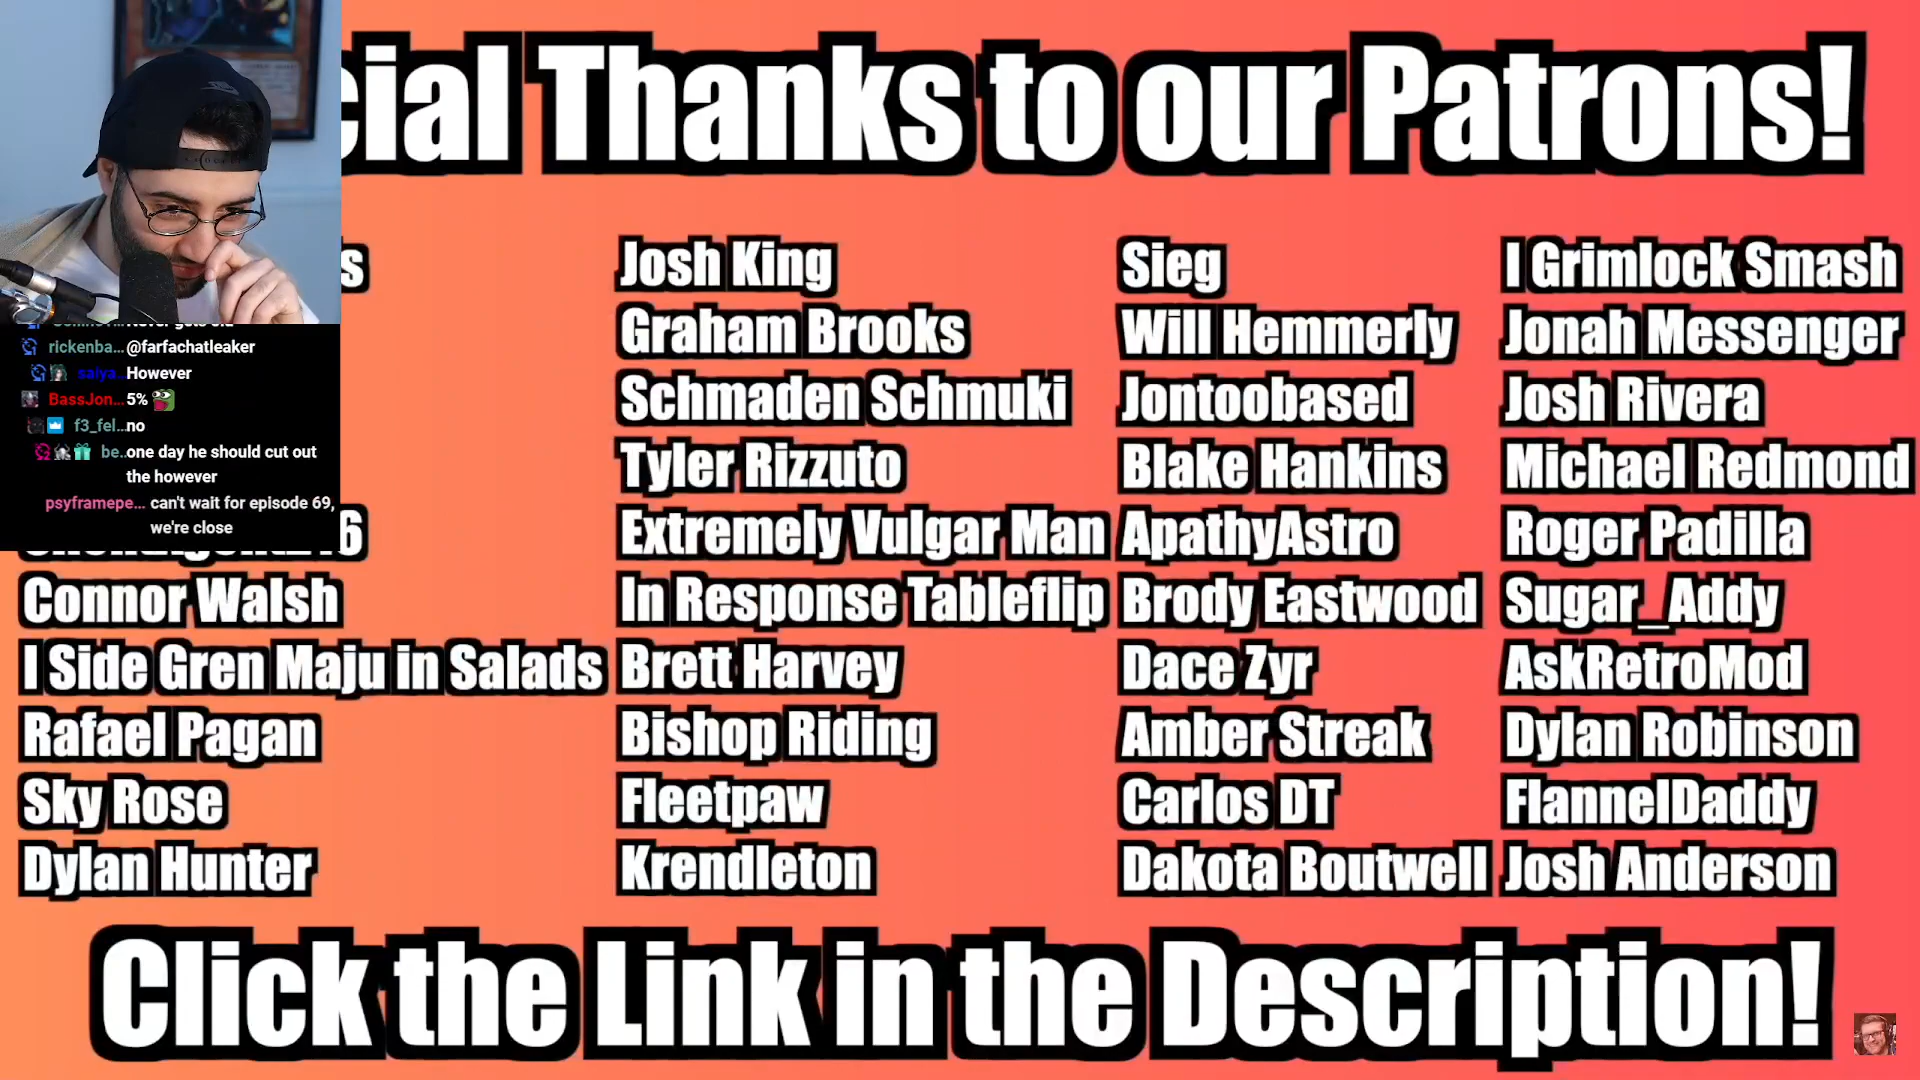 cial Thanks to our Patrons!
rickenba... @farfachatleaker
saiya... However
BassJon... 5%
f3_fel... no
be.. one day he should cut out
the however
psyframepe... can't wait for episode 69,
we're close
Connor Walsh
I Side Gren Maju in Salads
Rafael Pagan
Sky Rose
Dylan Hunter
Josh King
Graham Brooks
Schmaden Schmuki
Tyler Rizzuto
Extremely Vulgar Man
In Response Tableflip
Brett Harvey
Bishop Riding
Fleetpaw
Krendleton
Sieg
Will Hemmerly
Jontoobased
Blake Hankins
ApathyAstro
Brody Eastwood
Dace Zyr
Amber Streak
Carlos DT
Dakota Boutwell
I Grimlock Smash
Jonah Messenger
Josh Rivera
Michael Redmond
Roger Padilla
Sugar_Addy
AskRetroMod
Dylan Robinson
FlannelDaddy
Josh Anderson
Click the Link in the Description!